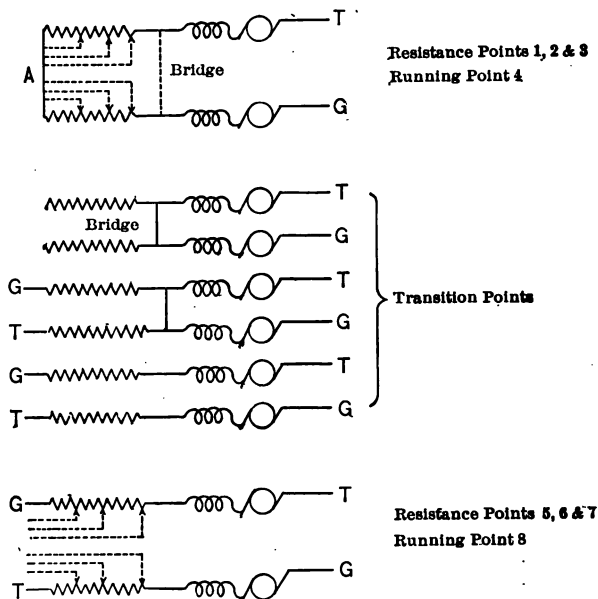 T
Resistance Points 1, 2 & 3
A
Bridge
Running Point 4
G
T
Bridge
G
G
T
Transition Points
T
G
G
T
T
G
G
T
Resistance Points 5, 6 & 7
Running Point 8
G
T